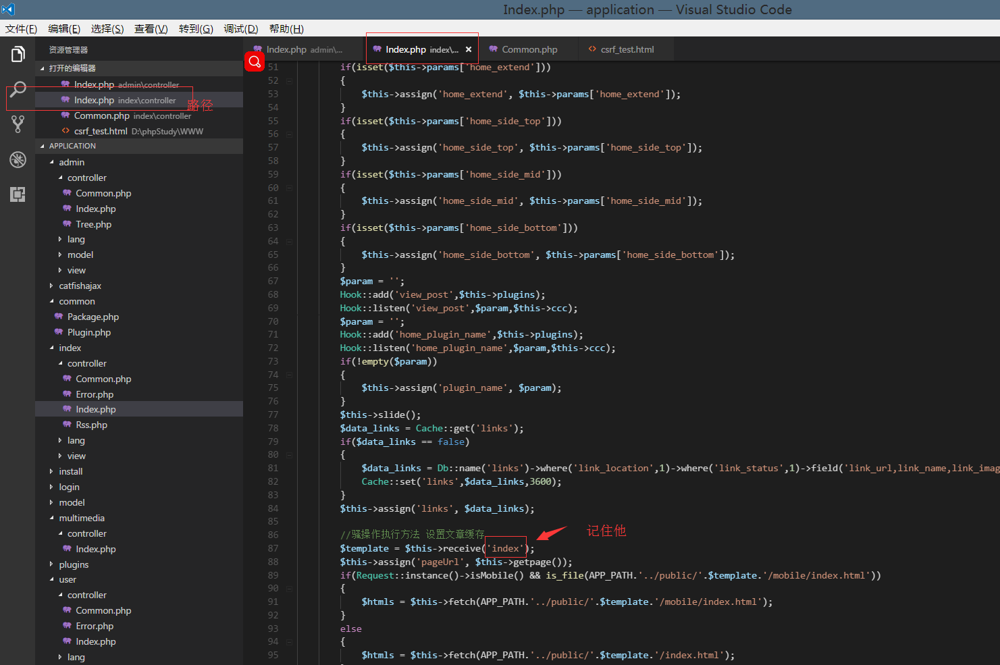 Index.php — application — Visual Studio Code
文件(F) 编辑(E) 选择(S) 查看(V) 转到(G) 调试(D) 帮助(H)
资源管理器
打开的编辑器
Index.php admin\controller
Index.php index\controller
路径
Common.php index\controller
csrf_test.html D:\phpStudy\WWW
APPLICATION
admin
controller
Common.php
Index.php
Tree.php
lang
model
view
catfishajax
common
Package.php
Plugin.php
index
controller
Common.php
Error.php
Index.php
Rss.php
lang
view
install
login
model
multimedia
controller
Index.php
plugins
user
controller
Common.php
Error.php
Index.php
lang
Index.php admin\... Index.php index\... × Common.php csrf_test.html
51 if(isset($this->params['home_extend']))
52 {
53 $this->assign('home_extend', $this->params['home_extend']);
54 }
55 if(isset($this->params['home_side_top']))
56 {
57 $this->assign('home_side_top', $this->params['home_side_top']);
58 }
59 if(isset($this->params['home_side_mid']))
60 {
61 $this->assign('home_side_mid', $this->params['home_side_mid']);
62 }
63 if(isset($this->params['home_side_bottom']))
64 {
65 $this->assign('home_side_bottom', $this->params['home_side_bottom']);
66 }
67 $param = '';
68 Hook::add('view_post',$this->plugins);
69 Hook::listen('view_post',$param,$this->ccc);
70 $param = '';
71 Hook::add('home_plugin_name',$this->plugins);
72 Hook::listen('home_plugin_name',$param,$this->ccc);
73 if(!empty($param))
74 {
75 $this->assign('plugin_name', $param);
76 }
77 $this->slide();
78 $data_links = Cache::get('links');
79 if($data_links == false)
80 {
81 $data_links = Db::name('links')->where('link_location',1)->where('link_status',1)->field('link_url,link_name,link_imag
82 Cache::set('links',$data_links,3600);
83 }
84 $this->assign('links', $data_links);
85
86 //骚操作执行方法 设置文章缓存
记住他
87 $template = $this->receive('index');
88 $this->assign('pageUrl', $this->getpage());
89 if(Request::instance()->isMobile() && is_file(APP_PATH.'../public/'.$template.'/mobile/index.html'))
90 {
91 $htmls = $this->fetch(APP_PATH.'../public/'.$template.'/mobile/index.html');
92 }
93 else
94 {
95 $htmls = $this->fetch(APP_PATH.'../public/'.$template.'/index.html');